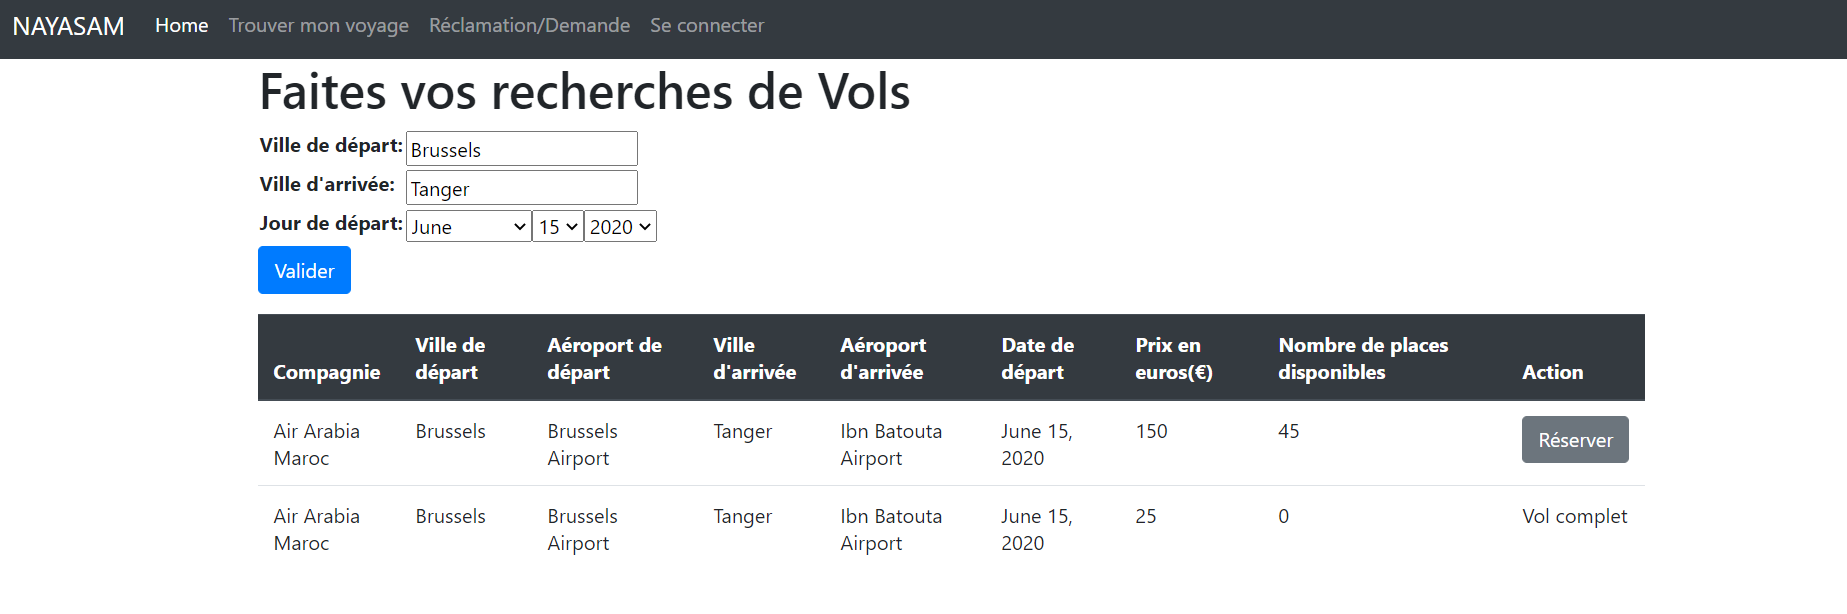 NAYASAM Home Trouver mon voyage Réclamation/Demande Se connecter
Faites vos recherches de Vols
Ville de départ: Brussels
Ville d'arrivée: Tanger
Jour de départ: June 15 2020
Valider
Compagnie Ville de départ Aéroport de départ Ville d'arrivée Aéroport d'arrivée Date de départ Prix en euros(€) Nombre de places disponibles Action
Air Arabia Maroc Brussels Brussels Airport Tanger Ibn Batouta Airport June 15, 2020 150 45 Réserver
Air Arabia Maroc Brussels Brussels Airport Tanger Ibn Batouta Airport June 15, 2020 25 0 Vol complet